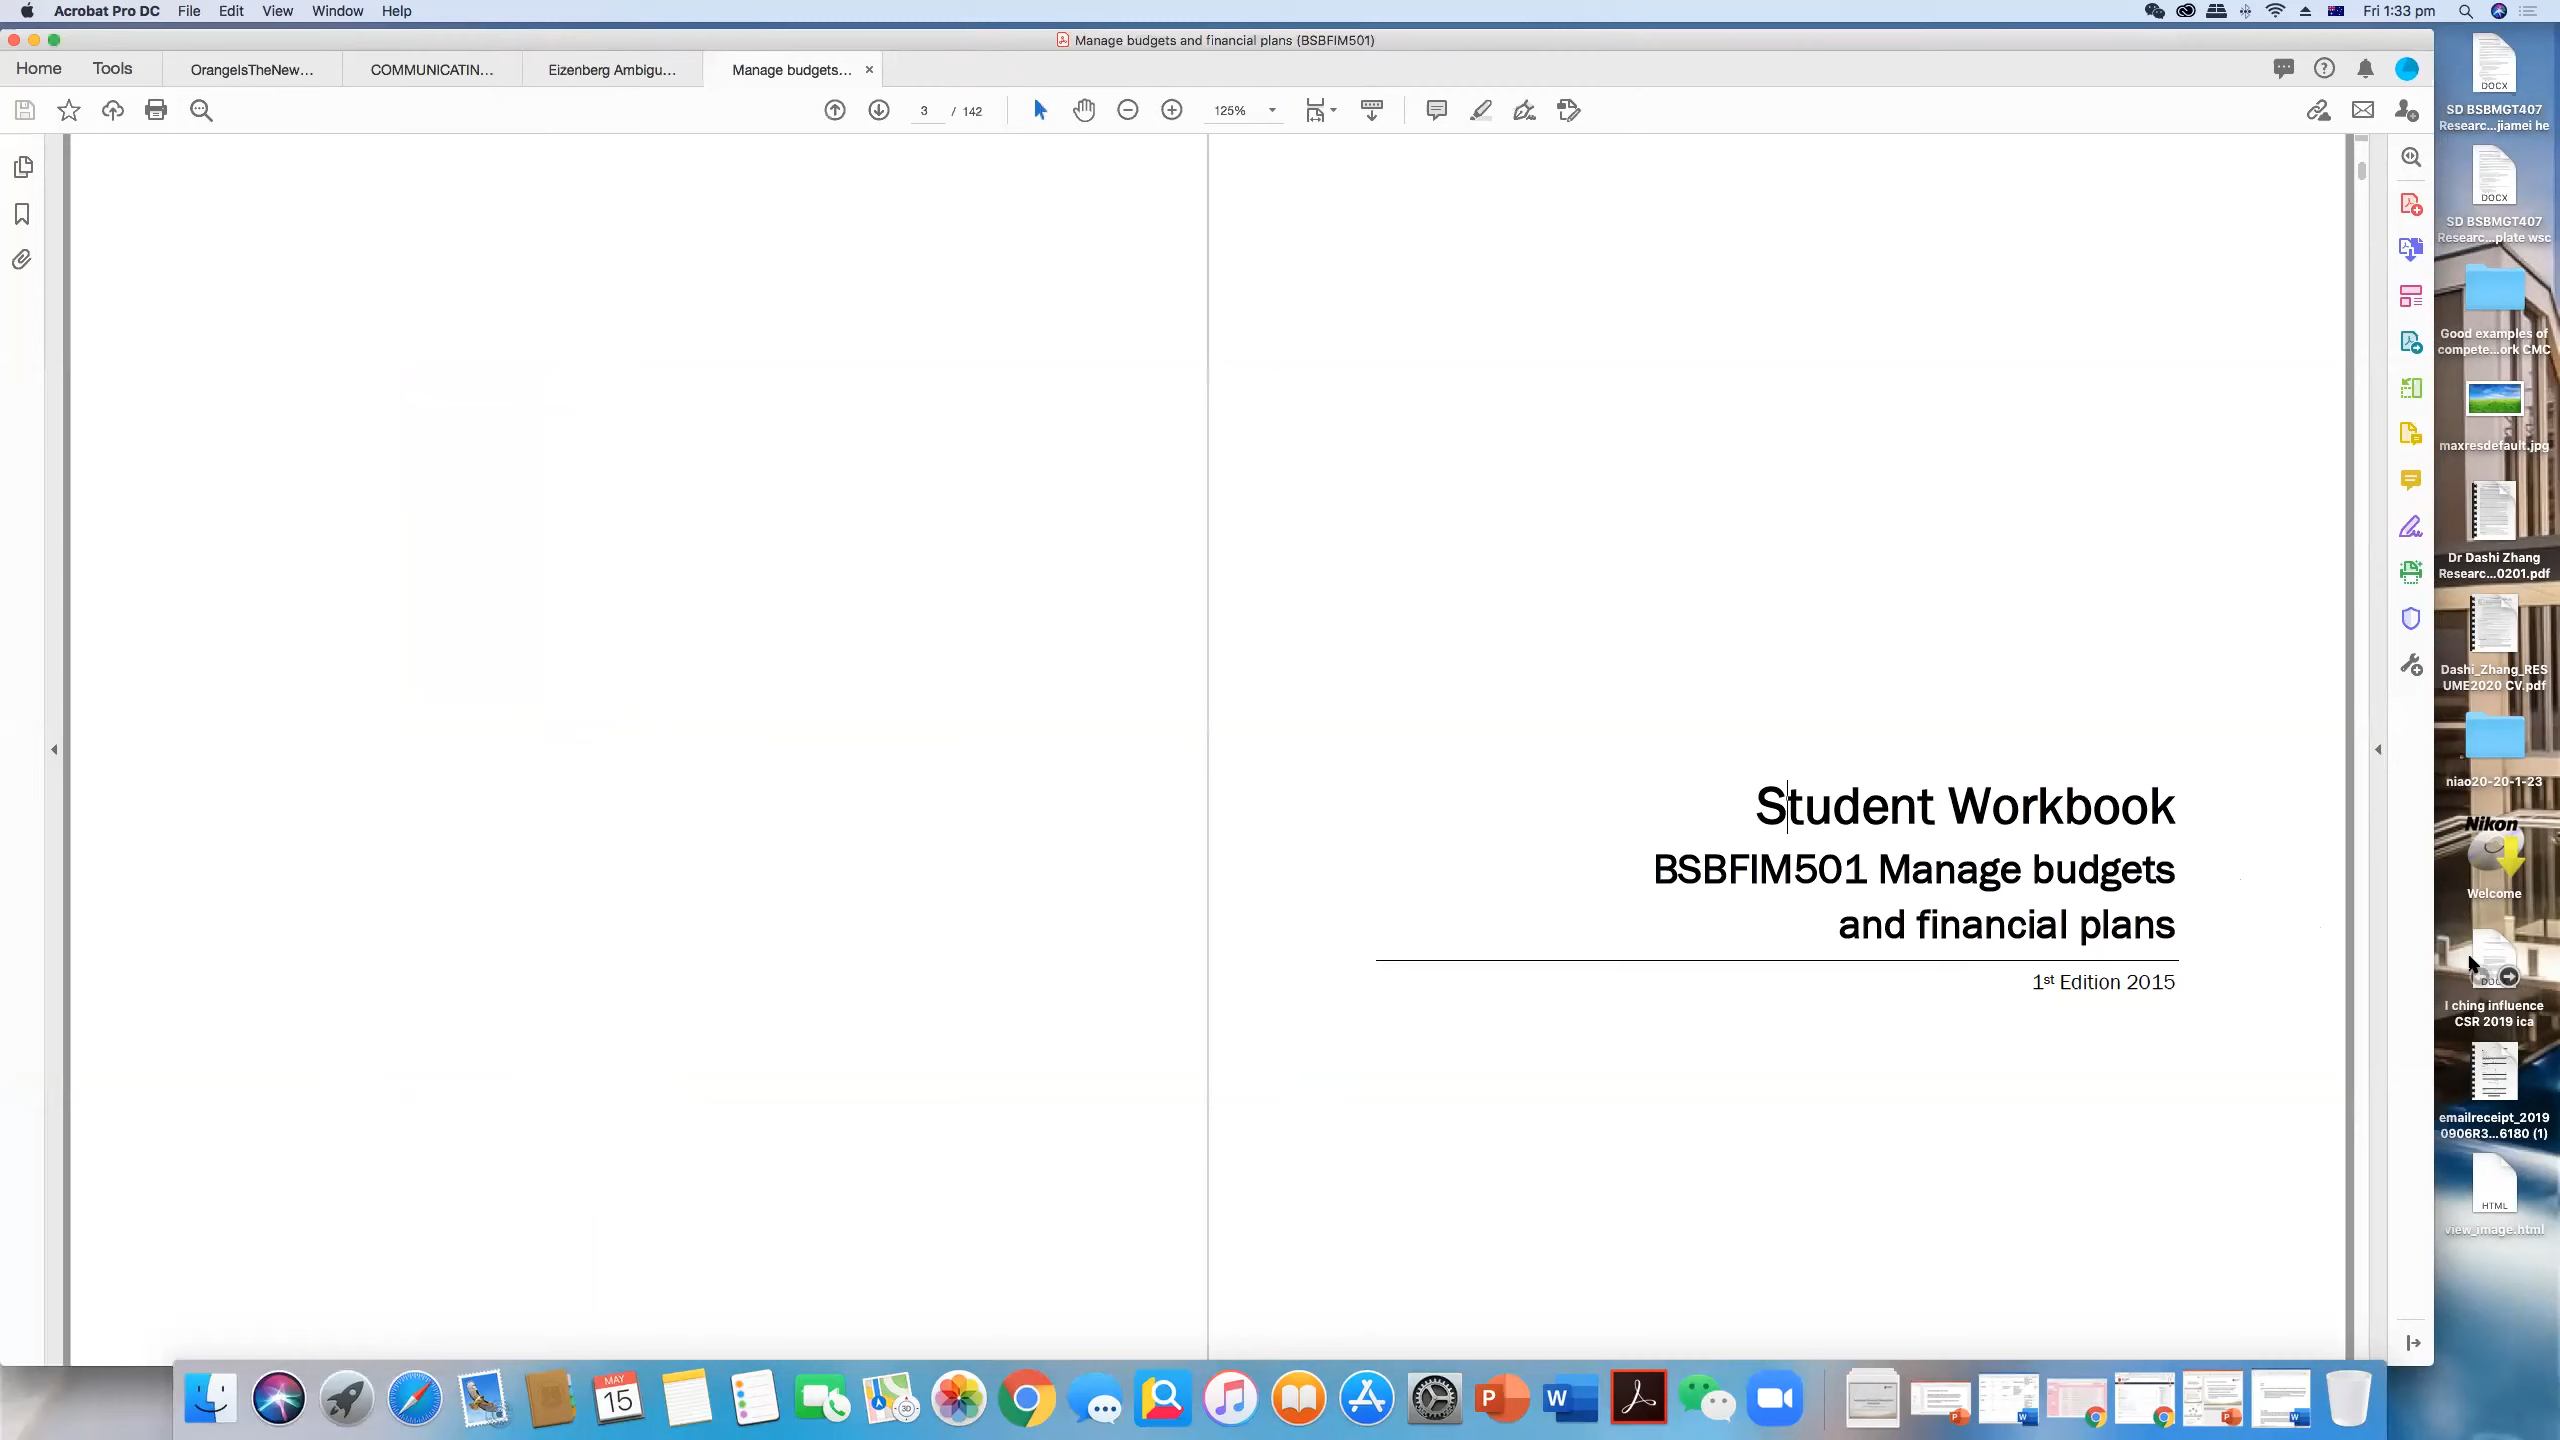 Acrobat Pro DC File Edit View Window Help
Fri 1:33 pm
Manage budgets and financial plans (BSBFIM501)
Home Tools OrangeIsTheNew... COMMUNICATIN... Eizenberg Ambigu... Manage budgets... ×
3 / 142
125%
Student Workbook
BSBFIM501 Manage budgets
and financial plans
1st Edition 2015
DOCX
SD BSBMGT407
Researc...jiamei he
DOCX
SD BSBMGT407
Researc...plate wsc
Good examples of
compete...ork CMC
maxresdefault.jpg
Dr Dashi Zhang
Researc...0201.pdf
Dashi_Zhang_RES
UME2020 CV.pdf
niao20-20-1-23
Nikon
Welcome
I ching influence
CSR 2019 ica
emailreceipt_2019
0906R3...6180 (1)
HTML
view_image.html
MAY
15
3D
P
W